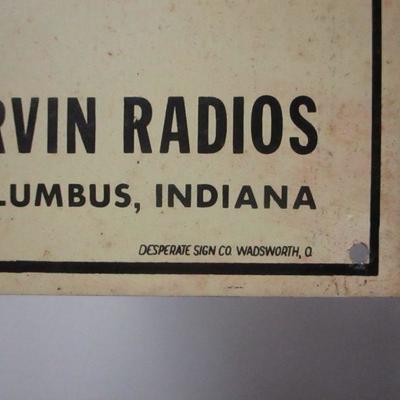 RVIN RADIOS
LUMBUS, INDIANA
DESPERATE SIGN CO. WADSWORTH, O.